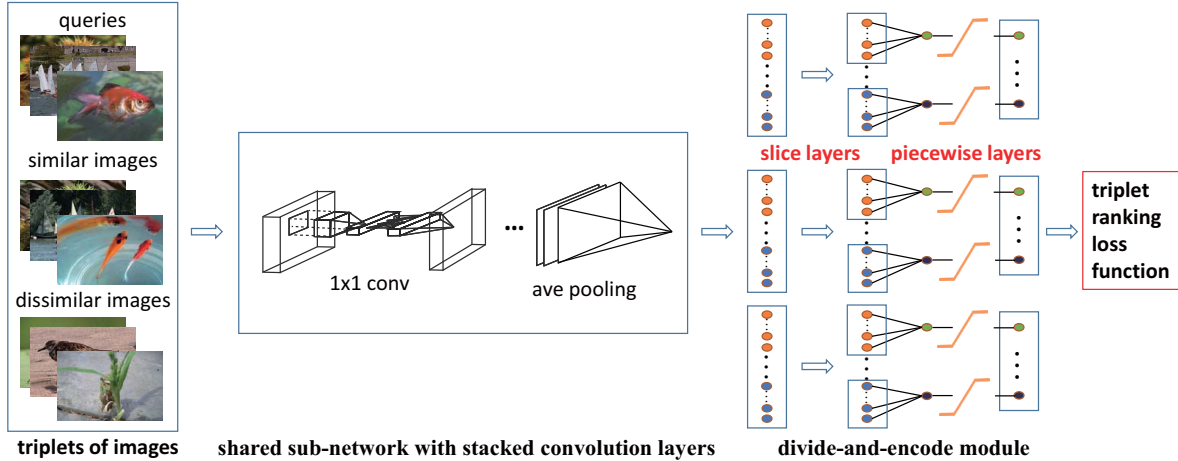 queries
similar images
dissimilar images
triplets of images
1x1 conv
...
ave pooling
shared sub-network with stacked convolution layers
slice layers
piecewise layers
divide-and-encode module
triplet
ranking
loss
function